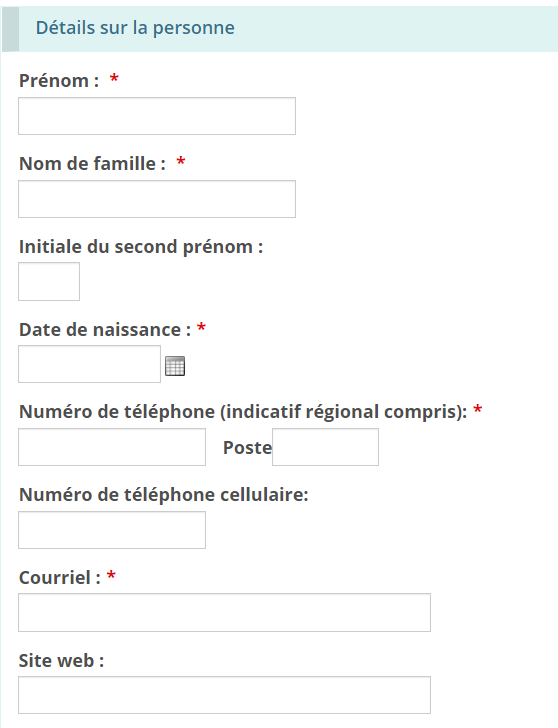 Détails sur la personne
Prénom : *
Nom de famille : *
Initiale du second prénom :
Date de naissance : *
Numéro de téléphone (indicatif régional compris): *
Poste
Numéro de téléphone cellulaire:
Courriel : *
Site web :